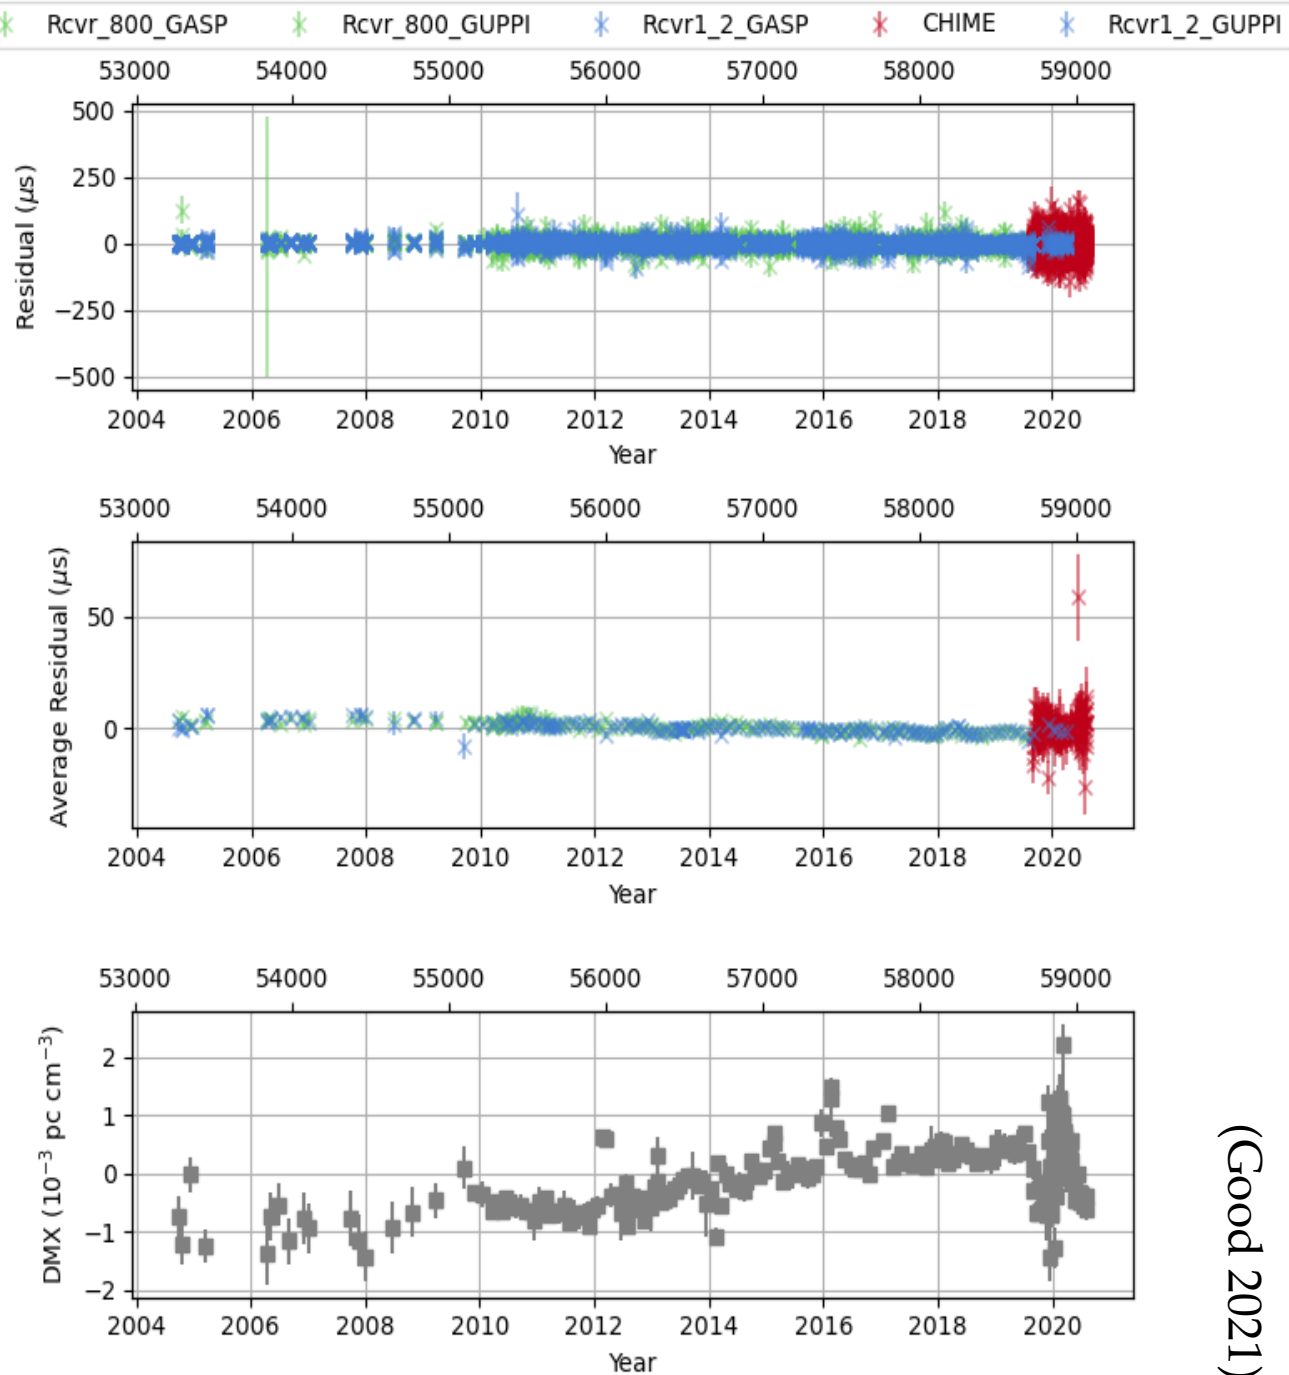 Rcvr_800_GASP Rcvr_800_GUPPI Rcvr1_2_GASP CHIME Rcvr1_2_GUPPI
53000 54000 55000 56000 57000 58000 59000
500
250
0
−250
−500
Residual (μs)
2004 2006 2008 2010 2012 2014 2016 2018 2020
Year
53000 54000 55000 56000 57000 58000 59000
50
0
Average Residual (μs)
2004 2006 2008 2010 2012 2014 2016 2018 2020
Year
53000 54000 55000 56000 57000 58000 59000
2
1
0
−1
−2
DMX (10⁻³ pc cm⁻³)
2004 2006 2008 2010 2012 2014 2016 2018 2020
Year
(Good 2021)